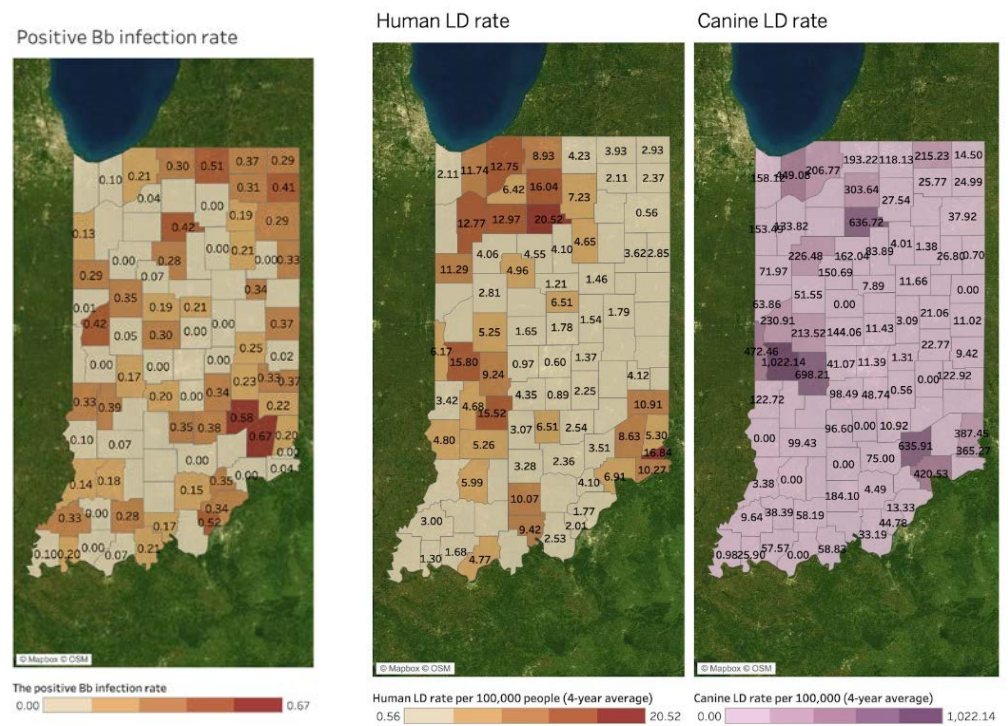 Positive Bb infection rate
0.30 0.51 0.37 0.29
0.10 0.21
0.31 0.41
0.04 0.00
0.19 0.29
0.13 0.42
0.00 0.21
0.00 0.28 0.00 0.33
0.29 0.07
0.34
0.35 0.19 0.21
0.01
0.42 0.05 0.30 0.00 0.00 0.37
0.25 0.02
0.00 0.00
0.17 0.23 0.33 0.37
0.33 0.39 0.20 0.00 0.34
0.58 0.22
0.35 0.38
0.10 0.07 0.67 0.20
0.00
0.00 0.00 0.04
0.14 0.18 0.15 0.35
0.33 0.00 0.28 0.34
0.17 0.52
0.10 0.20 0.00 0.07 0.21
© Mapbox © OSM
The positive Bb infection rate
0.00 0.67
Human LD rate
12.75 8.93 4.23 3.93 2.93
2.11 11.74
6.42 16.04 2.11 2.37
7.23
12.77 12.97 20.52 0.56
4.06 4.55 4.10 4.65 3.62 2.85
11.29 4.96
2.81 1.21 1.46
6.51
5.25 1.65 1.78 1.54 1.79
6.17
15.80 9.24 0.97 0.60 1.37
4.12
3.42 4.68 4.35 0.89 2.25
15.52 10.91
4.80 5.26 3.07 6.51 2.54 8.63 5.30
3.51 16.84
3.28 2.36 10.27
5.99 4.10 6.91
10.07
3.00 1.77
9.42 2.01
2.53
1.30 1.68 4.77
© Mapbox © OSM
Human LD rate per 100,000 people (4-year average)
0.56 20.52
Canine LD rate
193.22 118.13 215.23 14.50
206.77
303.64 25.77 24.99
27.54
636.72 37.92
226.48 162.04 83.89 4.01 1.38 26.80 0.70
71.97 150.69
7.89 11.66
63.86 51.55 0.00 0.00
230.91 213.52 144.06 11.43 3.09 21.06 11.02
472.46 22.77
1,022.14 698.21 41.07 11.39 1.31 9.42
0.00 122.92
122.72 98.49 48.74 0.56
0.00 99.43 96.60 0.00 10.92 387.45
635.91 365.27
0.00 75.00
3.38 0.00 420.53
184.10 4.49
9.64 38.39 58.19 13.33
44.78
33.19
0.98 25.90 57.57 0.00 58.83
© Mapbox © OSM
Canine LD rate per 100,000 (4-year average)
0.00 1,022.14